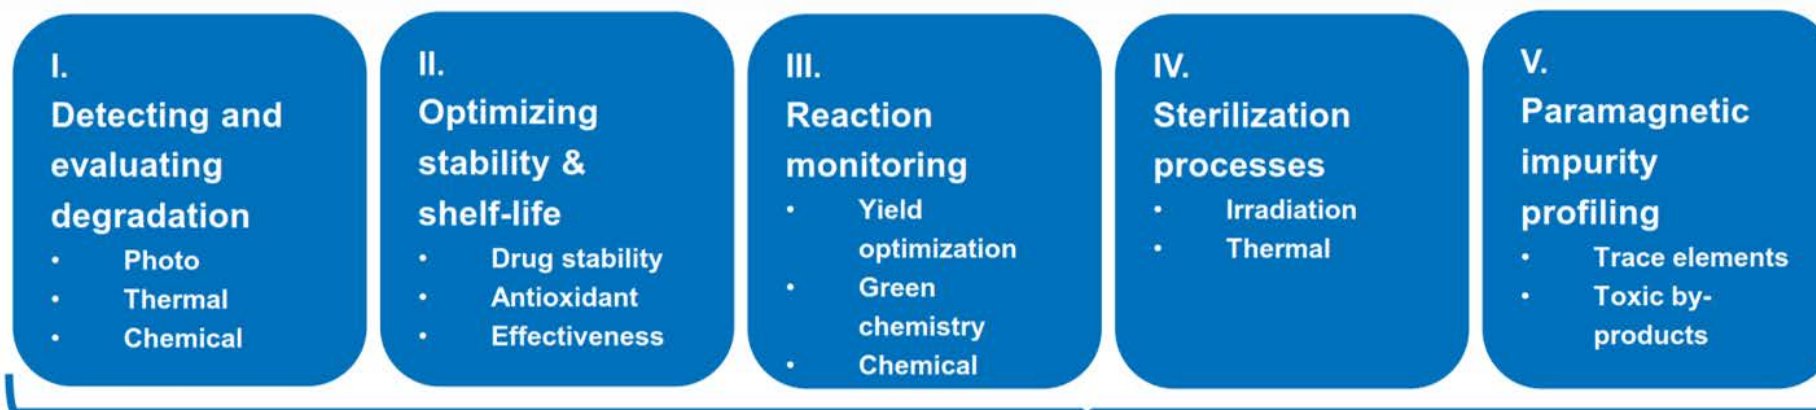 I.
Detecting and
evaluating
degradation
• Photo
• Thermal
• Chemical
II.
Optimizing
stability &
shelf-life
• Drug stability
• Antioxidant
• Effectiveness
III.
Reaction
monitoring
• Yield
optimization
• Green
chemistry
• Chemical
IV.
Sterilization
processes
• Irradiation
• Thermal
V.
Paramagnetic
impurity
profiling
• Trace elements
• Toxic by-
products